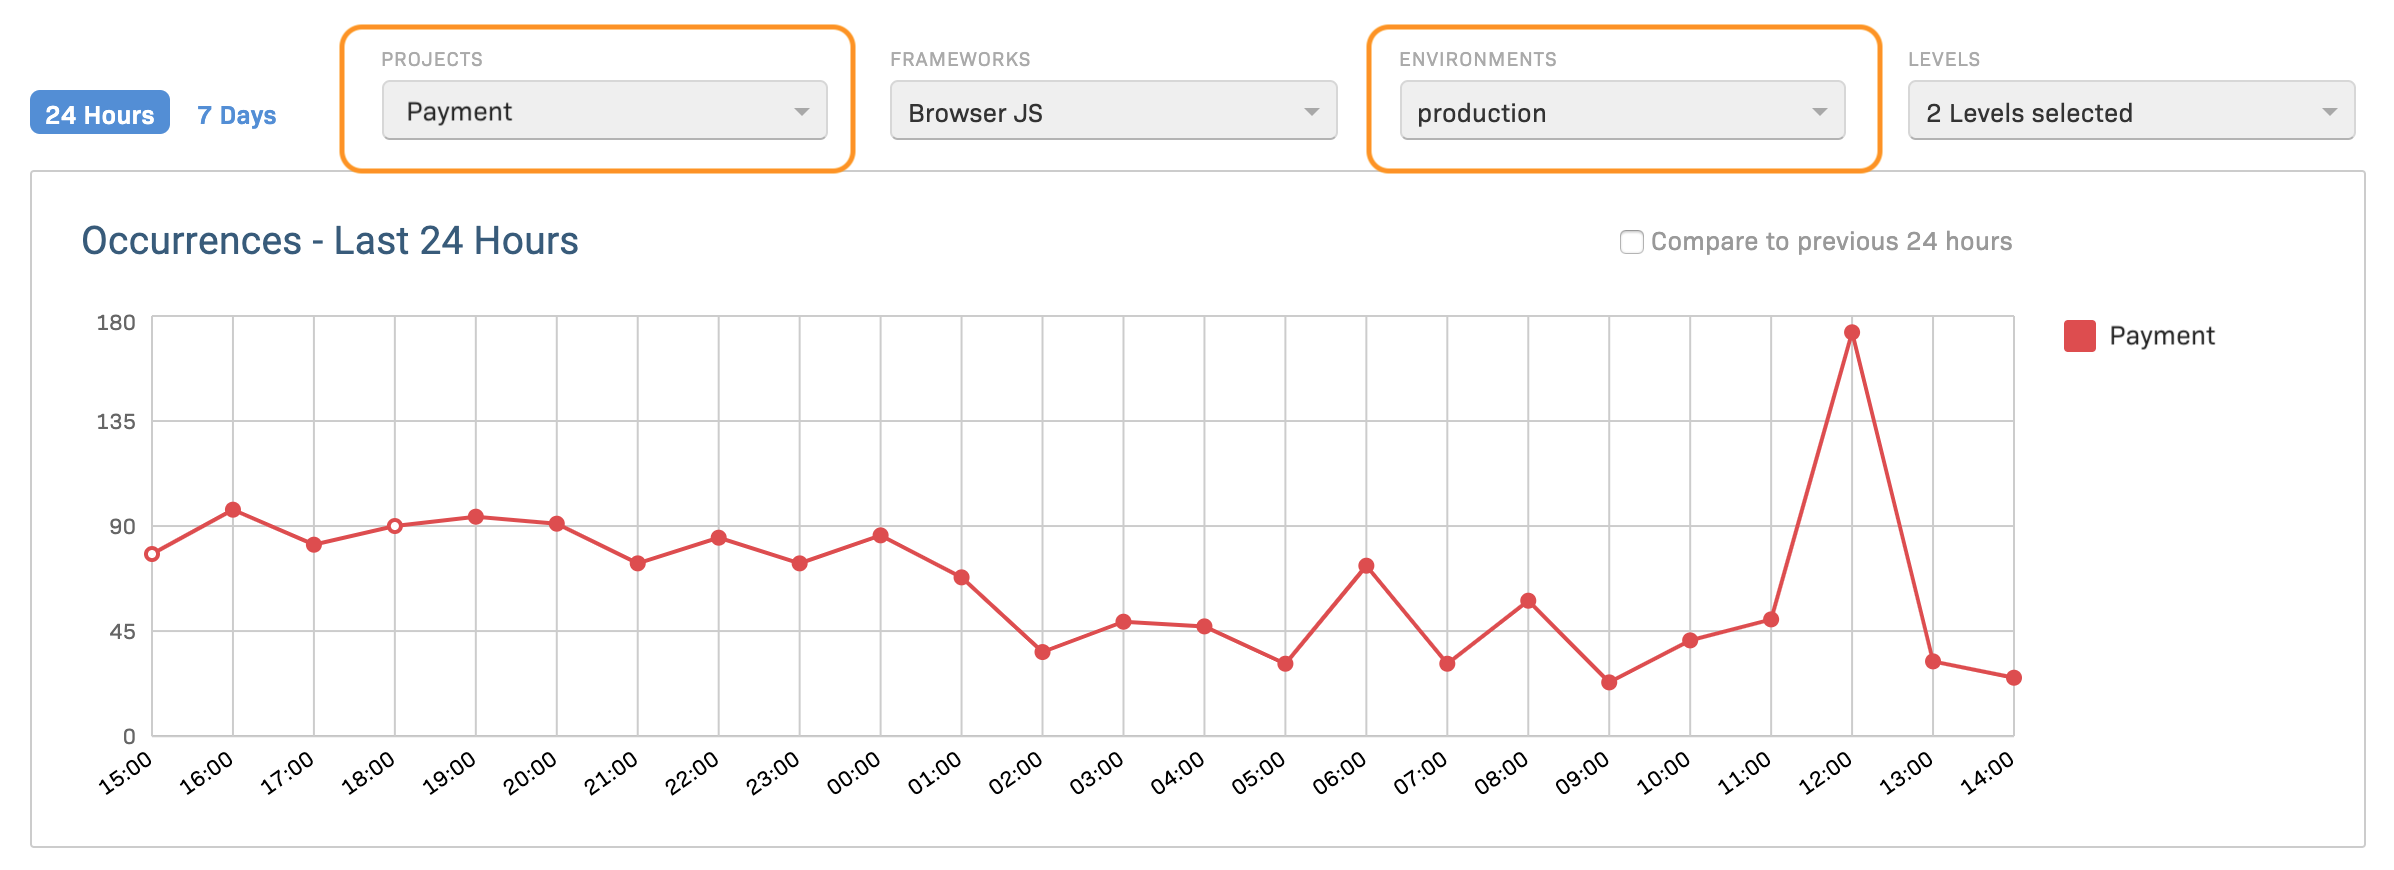 PROJECTS
FRAMEWORKS
ENVIRONMENTS
LEVELS
24 Hours
7 Days
Payment
Browser JS
production
2 Levels selected
Occurrences - Last 24 Hours
Compare to previous 24 hours
180
135
90
45
0
Payment
15:00
16:00
17:00
18:00
19:00
20:00
21:00
22:00
23:00
00:00
01:00
02:00
03:00
04:00
05:00
06:00
07:00
08:00
09:00
10:00
11:00
12:00
13:00
14:00